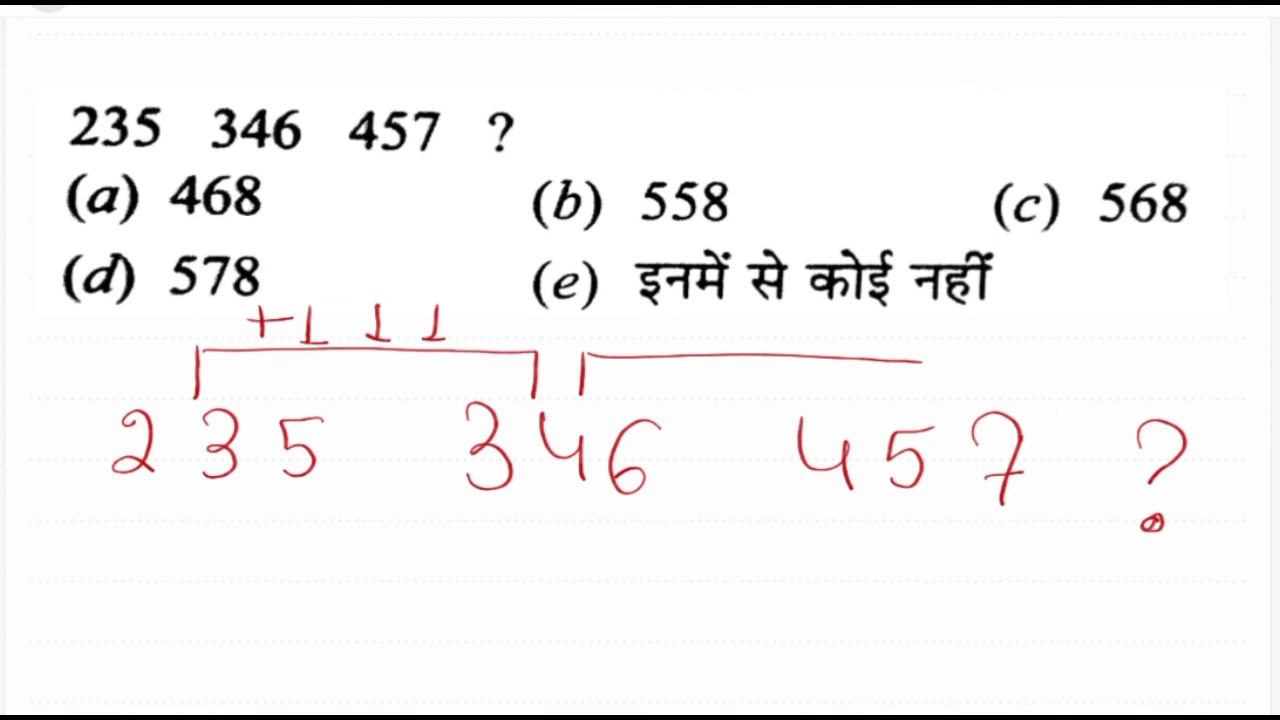 235 346 457 ?
(a) 468 (b) 558 (c) 568
(d) 578 (e) इनमें से कोई नहीं
+1 1 1
235 346 457 ?